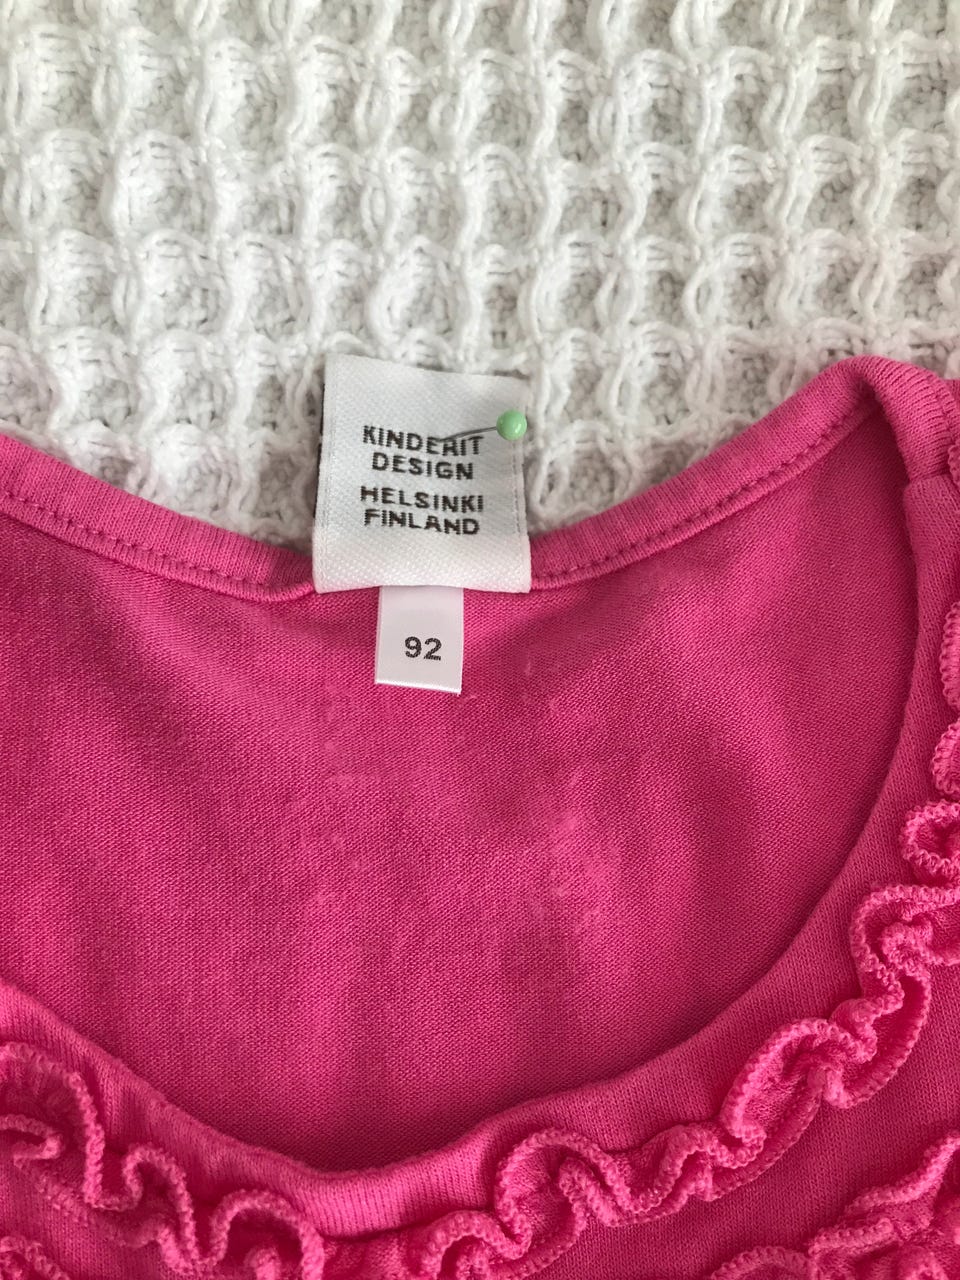 KINDERIT
DESIGN
HELSINKI
FINLAND
92